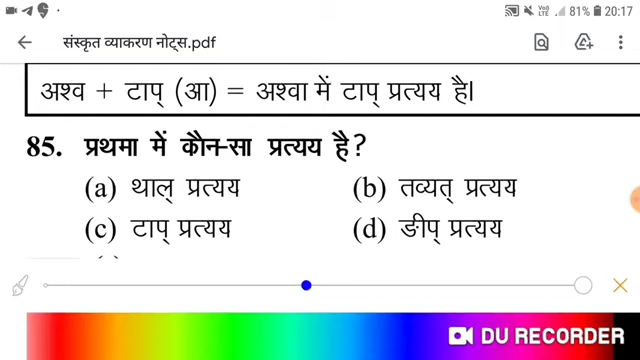 81% 20:17
संस्कृत व्याकरण नोट्स.pdf
अश्व + टाप् (आ) = अश्वा में टाप् प्रत्यय है।
85. प्रथमा में कौन-सा प्रत्यय है?
(a) थाल् प्रत्यय (b) तव्यत् प्रत्यय
(c) टाप् प्रत्यय (d) ङीप् प्रत्यय
DU RECORDER